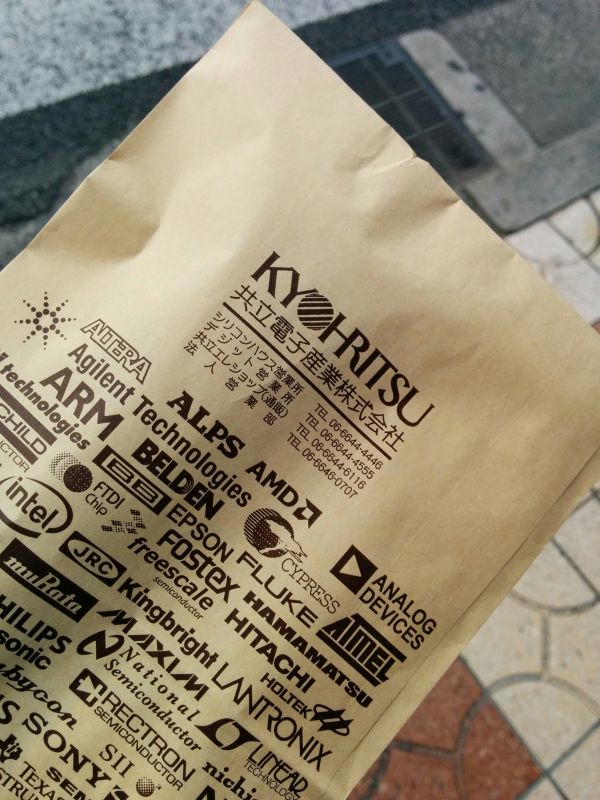 KYOHRITSU
共立電子産業株式会社
シリコンハウス営業所 TEL 06-6644-4446
デジット営業所 TEL 06-6644-4555
共立エレショップ(通販) TEL 06-6644-6116
法人営業部 TEL 06-6646-0707
ALTERA
Agilent Technologies
technologies
ALPS
AMD
ARM
BELDEN
CHILD
FTDI
Chip
BB
EPSON
CYPRESS
ANALOG
DEVICES
intel
FOSTEX
FLUKE
ATMEL
JRC
freescale
semiconductor
HAMAMATSU
muRata
Kingbright
HITACHI
HOLTEK
PHILIPS
MAXIM
LANTRONIX
sonic
National
Semiconductor
LINEAR
TECHNOLOGY
RECTRON
SEMICONDUCTOR
SONY
SII
TEXAS